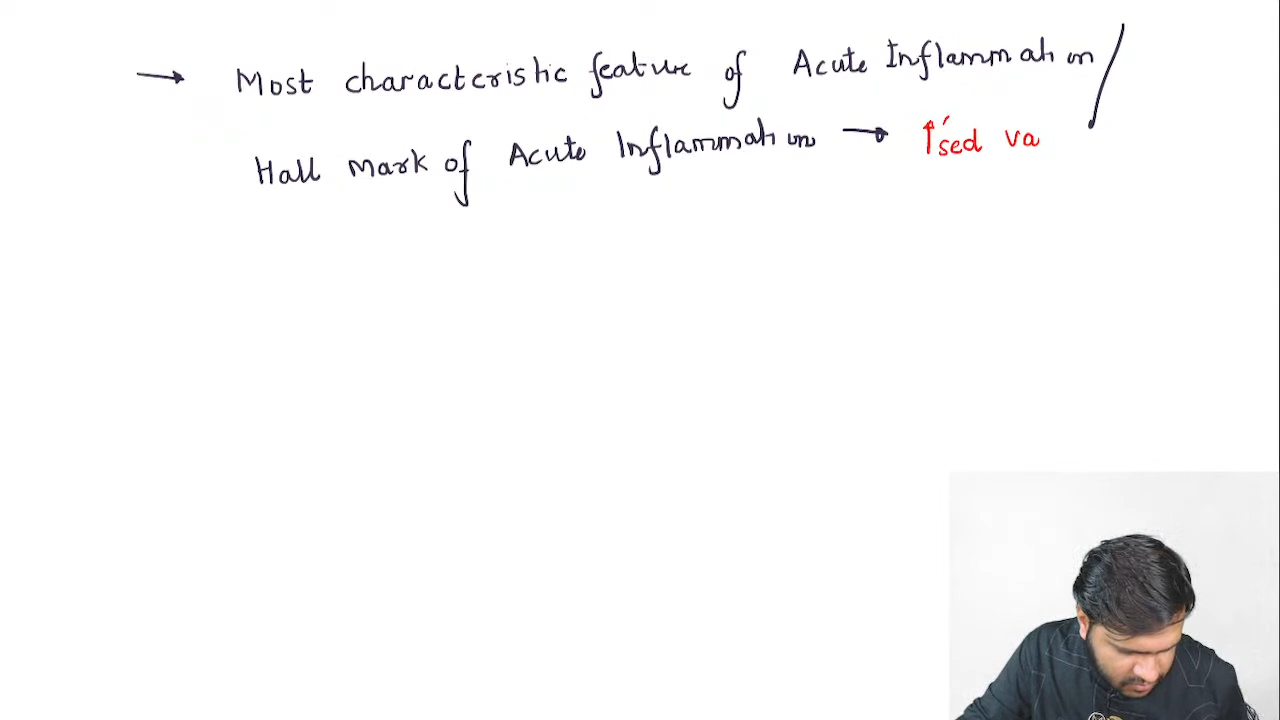 → Most characteristic feature of Acute Inflammation/
Hall mark of Acute Inflammation → ↑'sed va